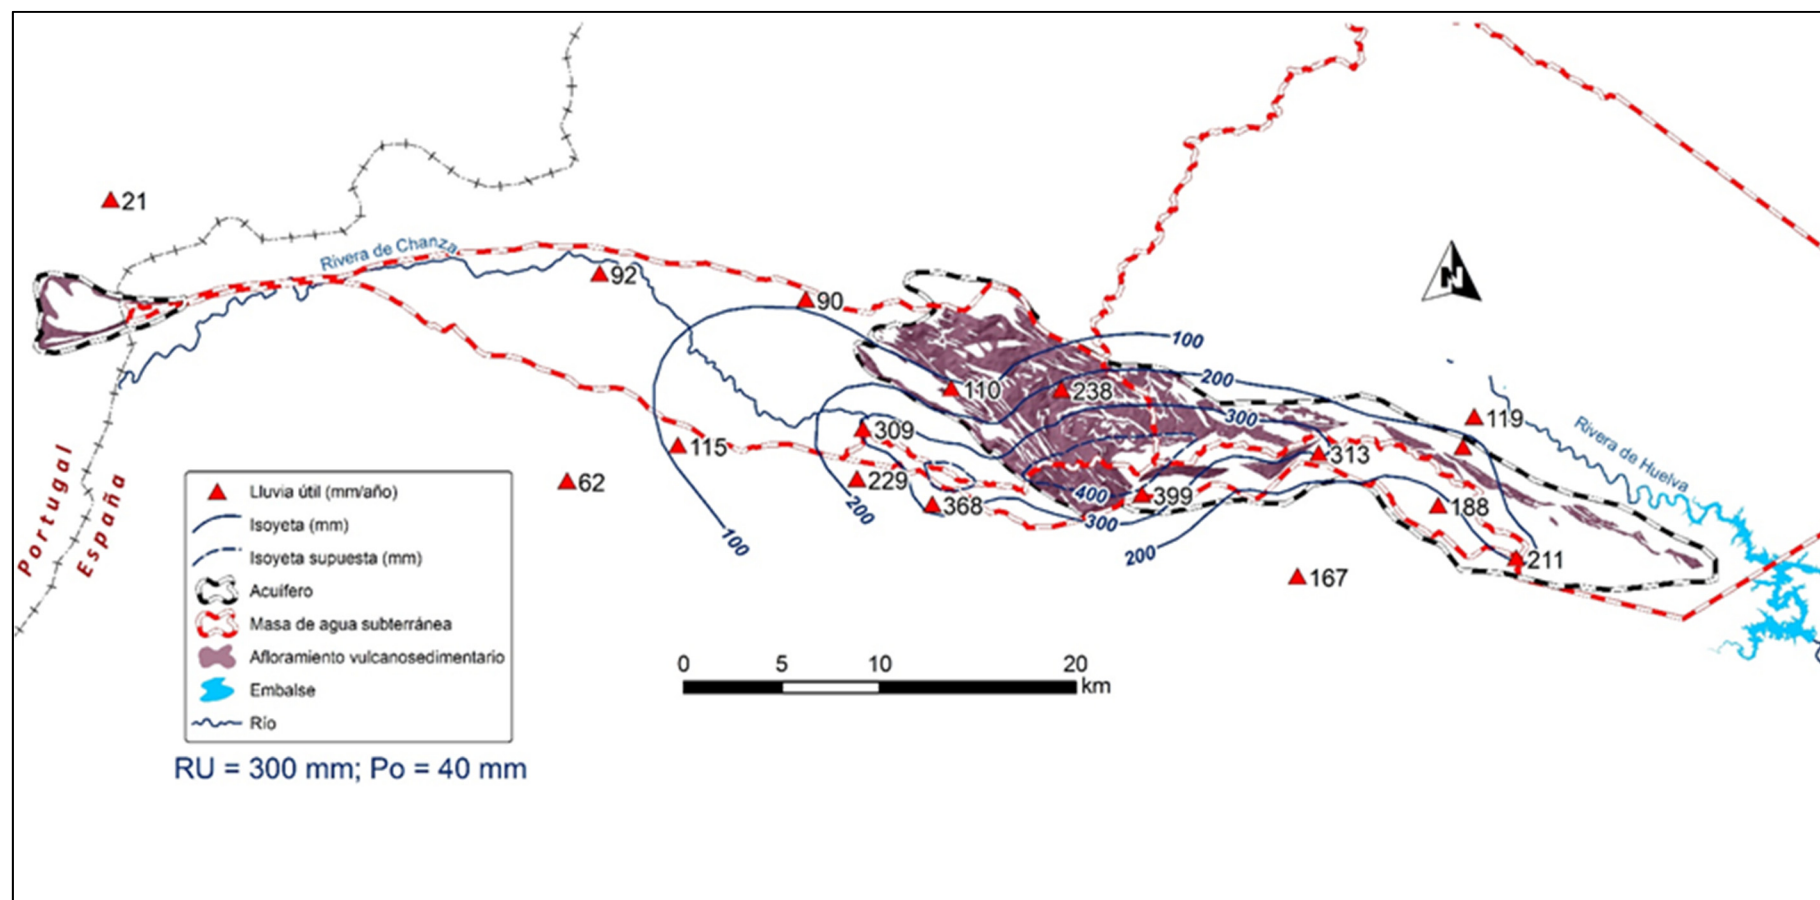 21
Rivera de Chanza
92
90
N
100
110
238
200
300
119
309
115
313
Rivera de Huelva
62
229
368
400
399
188
200
300
100
200
211
167
Portugal
España
Lluvia útil (mm/año)
Isoyeta (mm)
Isoyeta supuesta (mm)
Acuífero
Masa de agua subterránea
Afloramiento vulcanosedimentario
Embalse
Río
0 5 10 20
km
RU = 300 mm; Po = 40 mm